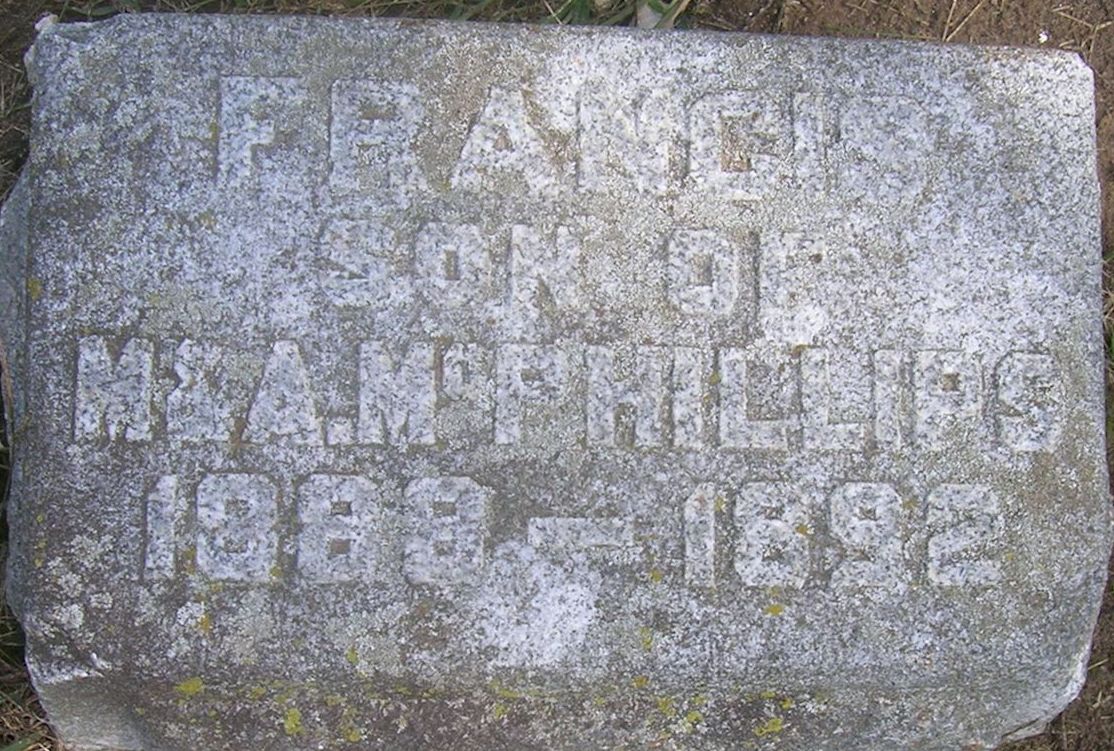 FRANCIS
SON OF
M.& A. McPHILLIPS
1888 — 1892